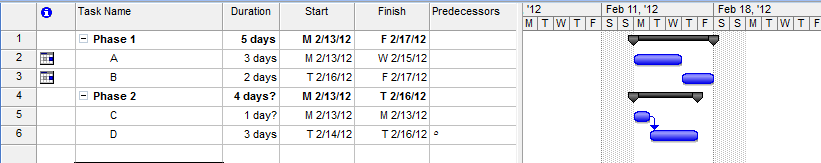 Task Name Duration Start Finish Predecessors '12 Feb 11, '12 Feb 18, '12
M T W T F S S M T W T F S S M T W T F
1 Phase 1 5 days M 2/13/12 F 2/17/12
2 A 3 days M 2/13/12 W 2/15/12
3 B 2 days T 2/16/12 F 2/17/12
4 Phase 2 4 days? M 2/13/12 T 2/16/12
5 C 1 day? M 2/13/12 M 2/13/12
6 D 3 days T 2/14/12 T 2/16/12